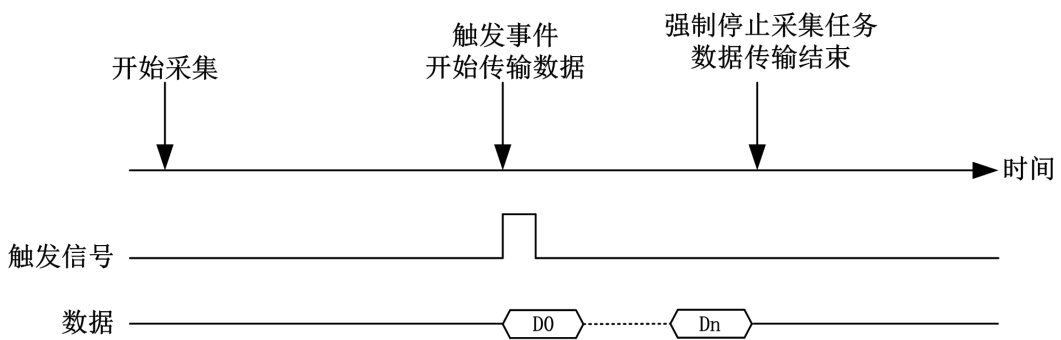 开始采集
触发事件
开始传输数据
强制停止采集任务
数据传输结束
时间
触发信号
数据
D0
Dn